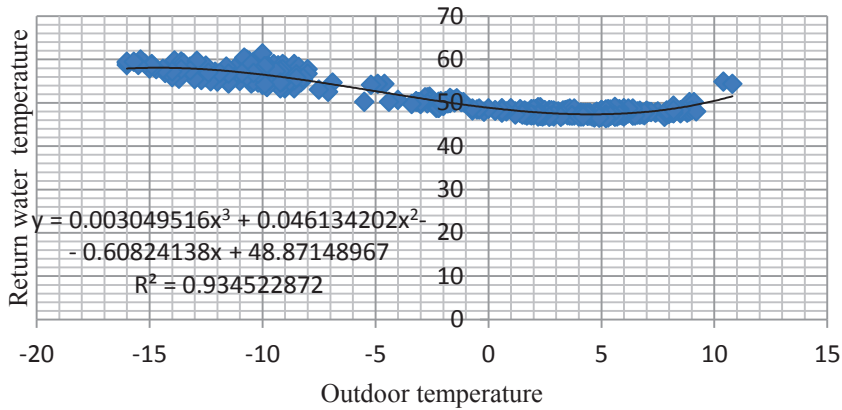 70
60
50
40
30
20
10
0
Return water temperature
y = 0.003049516x³ + 0.046134202x²-
- 0.60824138x + 48.87148967
R² = 0.934522872
-20 -15 -10 -5 0 5 10 15
Outdoor temperature